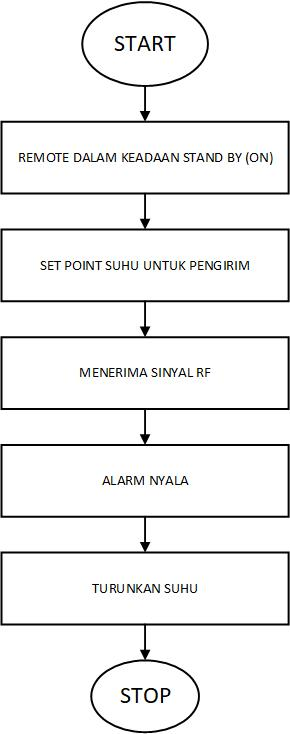 START
REMOTE DALAM KEADAAN STAND BY (ON)
SET POINT SUHU UNTUK PENGIRIM
MENERIMA SINYAL RF
ALARM NYALA
TURUNKAN SUHU
STOP